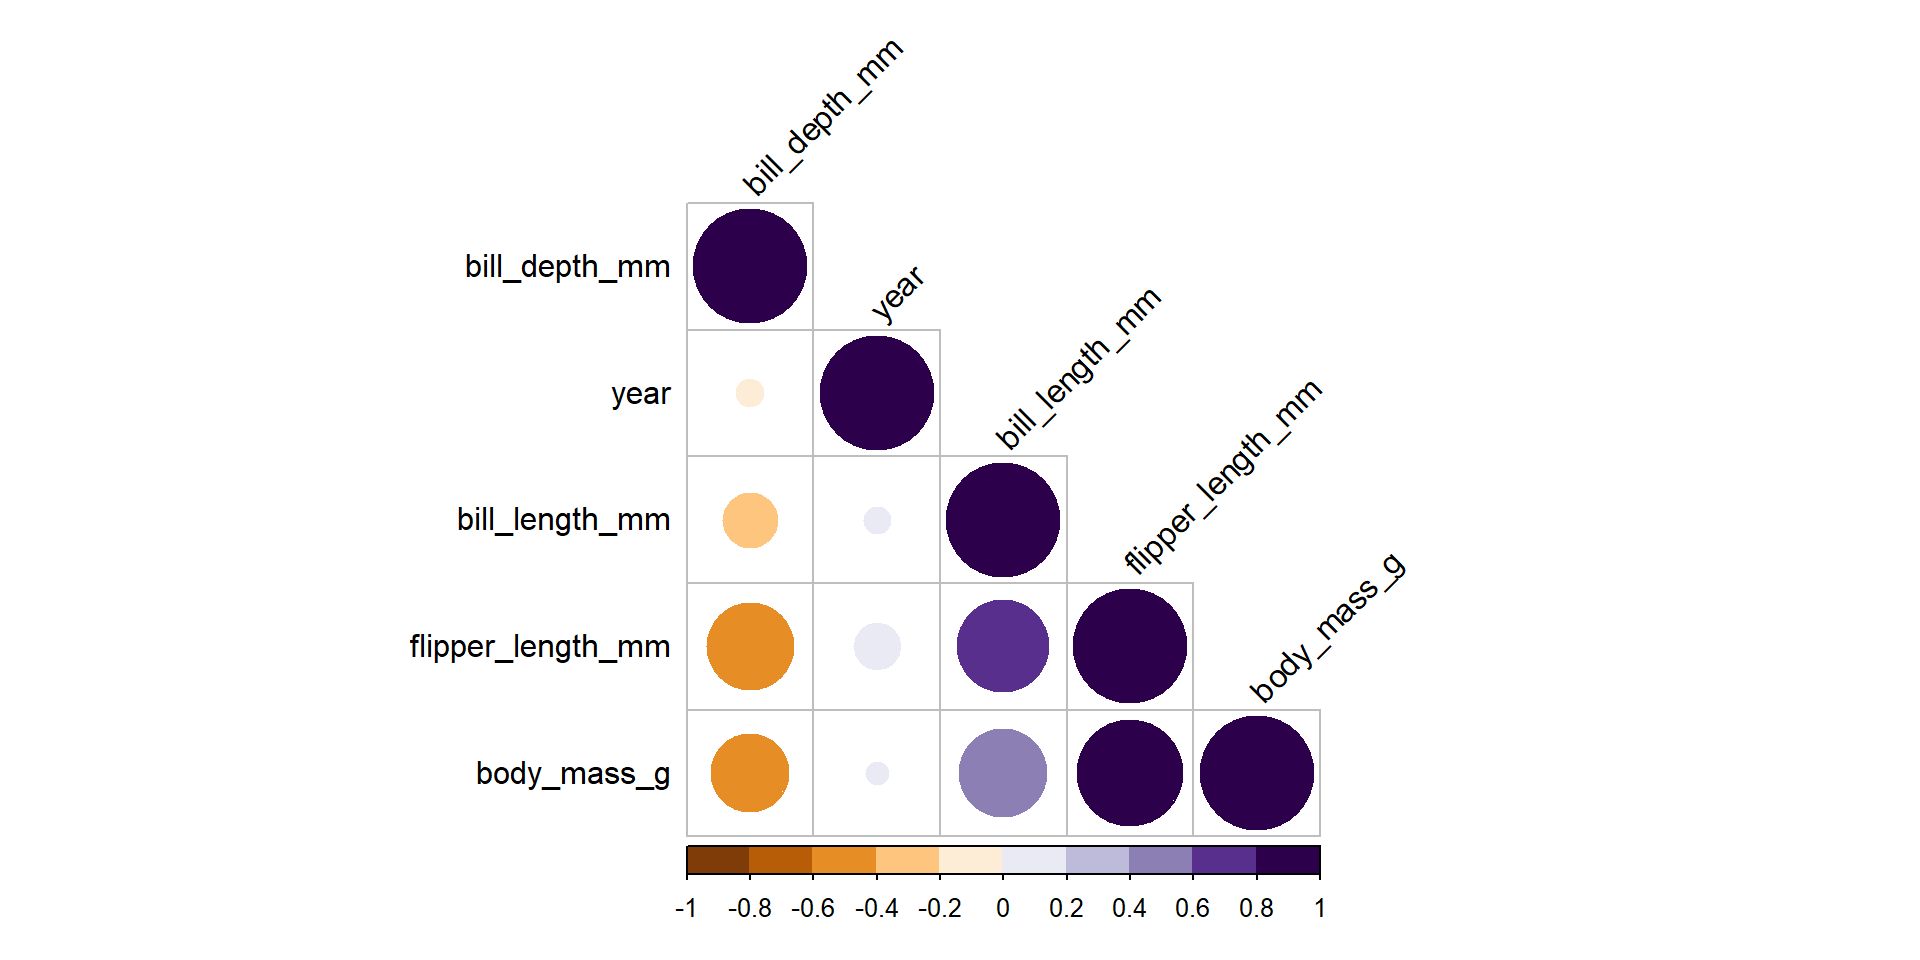 bill_depth_mm
bill_depth_mm
year
year
bill_length_mm
bill_length_mm
flipper_length_mm
flipper_length_mm
body_mass_g
body_mass_g
-1 -0.8 -0.6 -0.4 -0.2 0 0.2 0.4 0.6 0.8 1